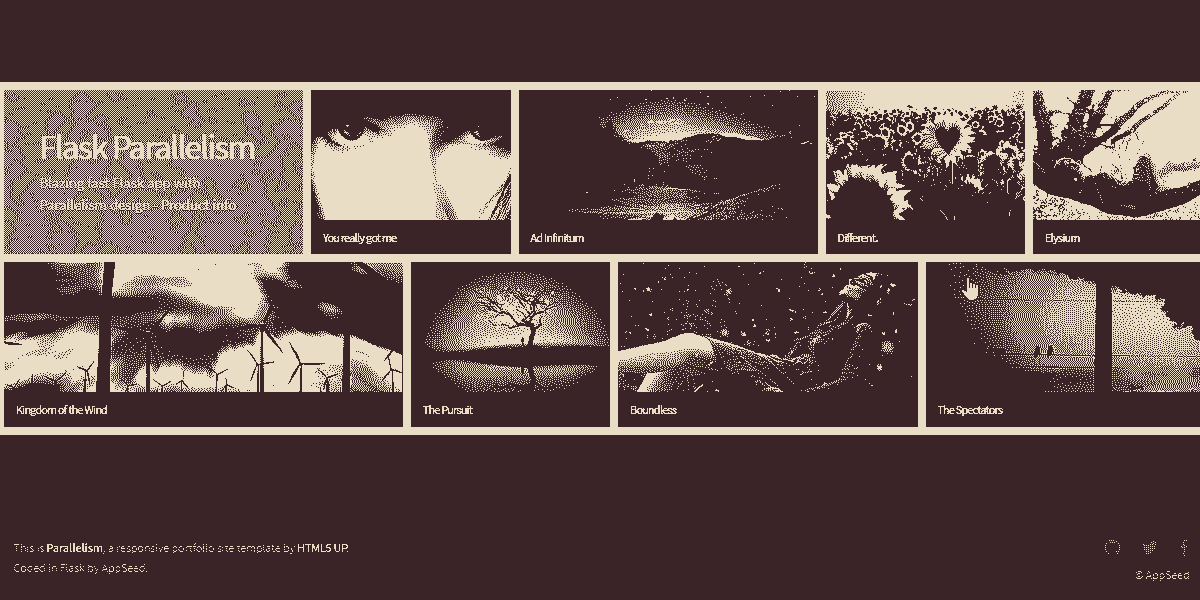 Flask Parallelism
Blazing fast Flask app with
Parallelism design - Product info
You really got me
Ad Infinitum
Different.
Elysium
Kingdom of the Wind
The Pursuit
Boundless
The Spectators
This is Parallelism, a responsive portfolio site template by HTML5 UP.
Coded in Flask by AppSeed.
© AppSeed